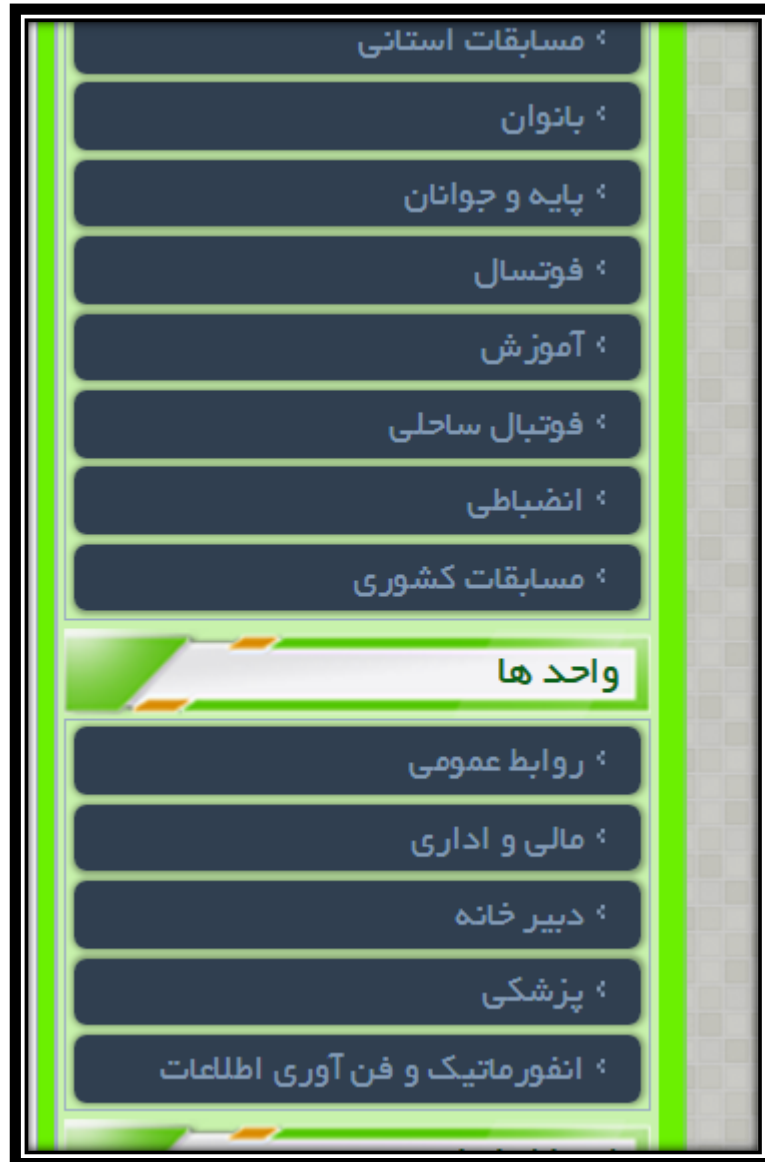 مسابقات استانی
بانوان
پایه و جوانان
فوتسال
آموزش
فوتبال ساحلی
انضباطی
مسابقات کشوری
واحد ها
روابط عمومی
مالی و اداری
دبیر خانه
پزشکی
انفورماتیک و فن آوری اطلاعات